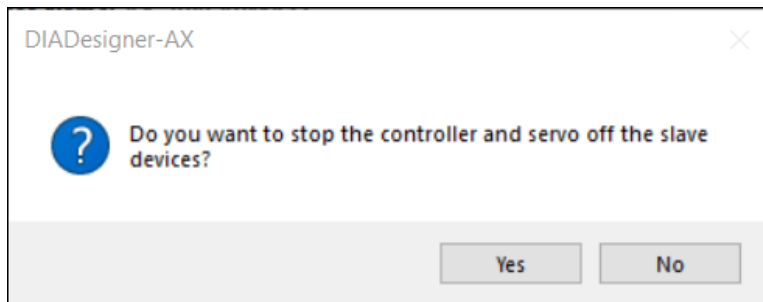 DIADesigner-AX
Do you want to stop the controller and servo off the slave
devices?
Yes
No